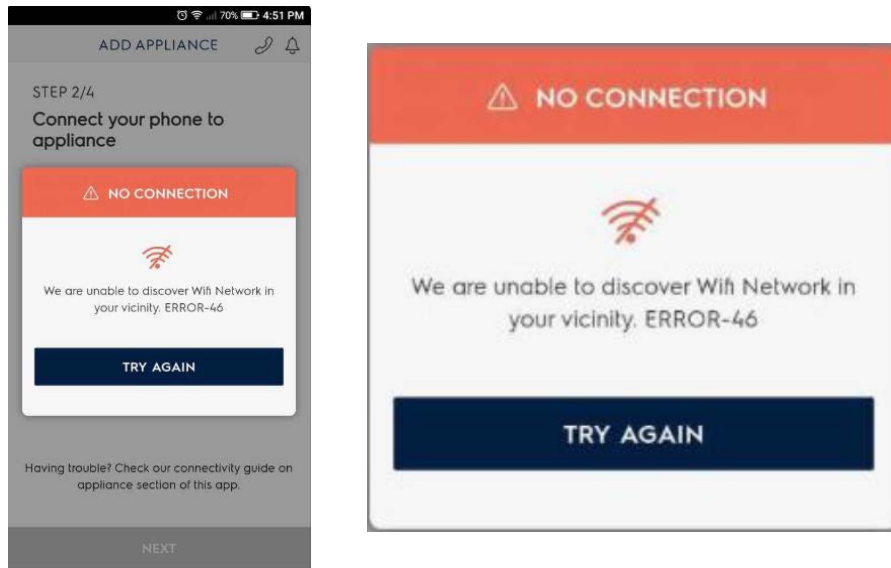 70% 4:51 PM
ADD APPLIANCE
STEP 2/4
Connect your phone to
appliance
NO CONNECTION
We are unable to discover Wifi Network in
your vicinity. ERROR-46
TRY AGAIN
Having trouble? Check our connectivity guide on
appliance section of this app.
NEXT
NO CONNECTION
We are unable to discover Wifi Network in
your vicinity. ERROR-46
TRY AGAIN